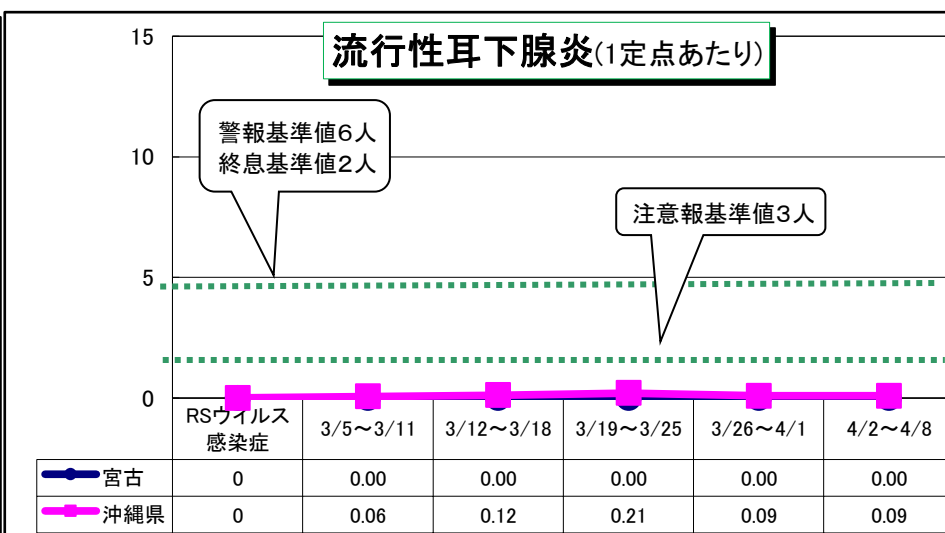 流行性耳下腺炎(1定点あたり)
警報基準値6人
終息基準値2人
注意報基準値3人
15
10
5
0
RSウイルス
感染症
3/5～3/11
3/12～3/18
3/19～3/25
3/26～4/1
4/2～4/8
宮古 0 0.00 0.00 0.00 0.00 0.00
沖縄県 0 0.06 0.12 0.21 0.09 0.09